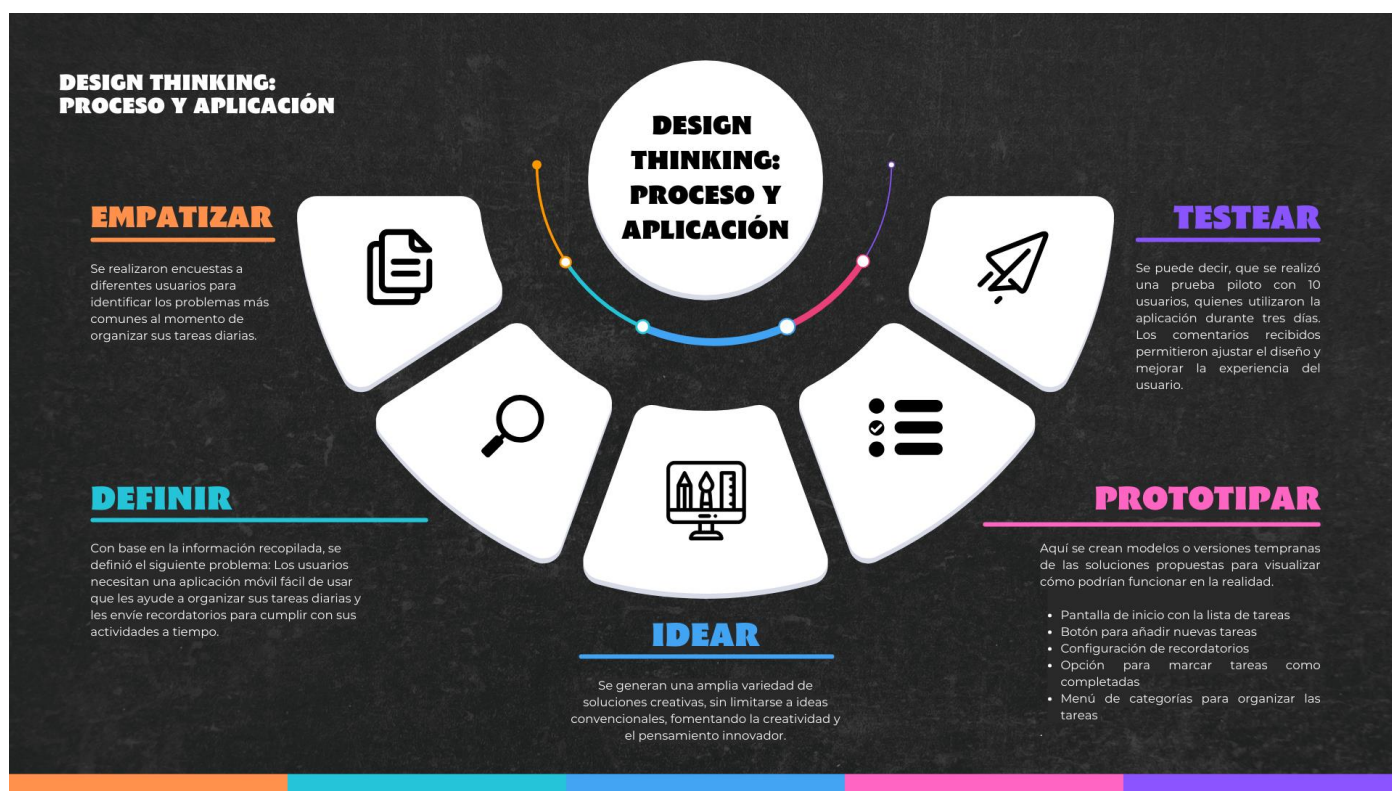 DESIGN THINKING:
PROCESO Y APLICACIÓN
DESIGN
THINKING:
PROCESO Y
APLICACIÓN
EMPATIZAR
Se realizaron encuestas a
diferentes usuarios para
identificar los problemas más
comunes al momento de
organizar sus tareas diarias.
DEFINIR
Con base en la información recopilada, se
definió el siguiente problema: Los usuarios
necesitan una aplicación móvil fácil de usar
que les ayude a organizar sus tareas diarias y
les envíe recordatorios para cumplir con sus
actividades a tiempo.
IDEAR
Se generan una amplia variedad de
soluciones creativas, sin limitarse a ideas
convencionales, fomentando la creatividad y
el pensamiento innovador.
PROTOTIPAR
Aquí se crean modelos o versiones tempranas
de las soluciones propuestas para visualizar
cómo podrían funcionar en la realidad.
• Pantalla de inicio con la lista de tareas
• Botón para añadir nuevas tareas
• Configuración de recordatorios
• Opción para marcar tareas como
completadas
• Menú de categorías para organizar las
tareas
.
TESTEAR
Se puede decir, que se realizó
una prueba piloto con 10
usuarios, quienes utilizaron la
aplicación durante tres días.
Los comentarios recibidos
permitieron ajustar el diseño y
mejorar la experiencia del
usuario.